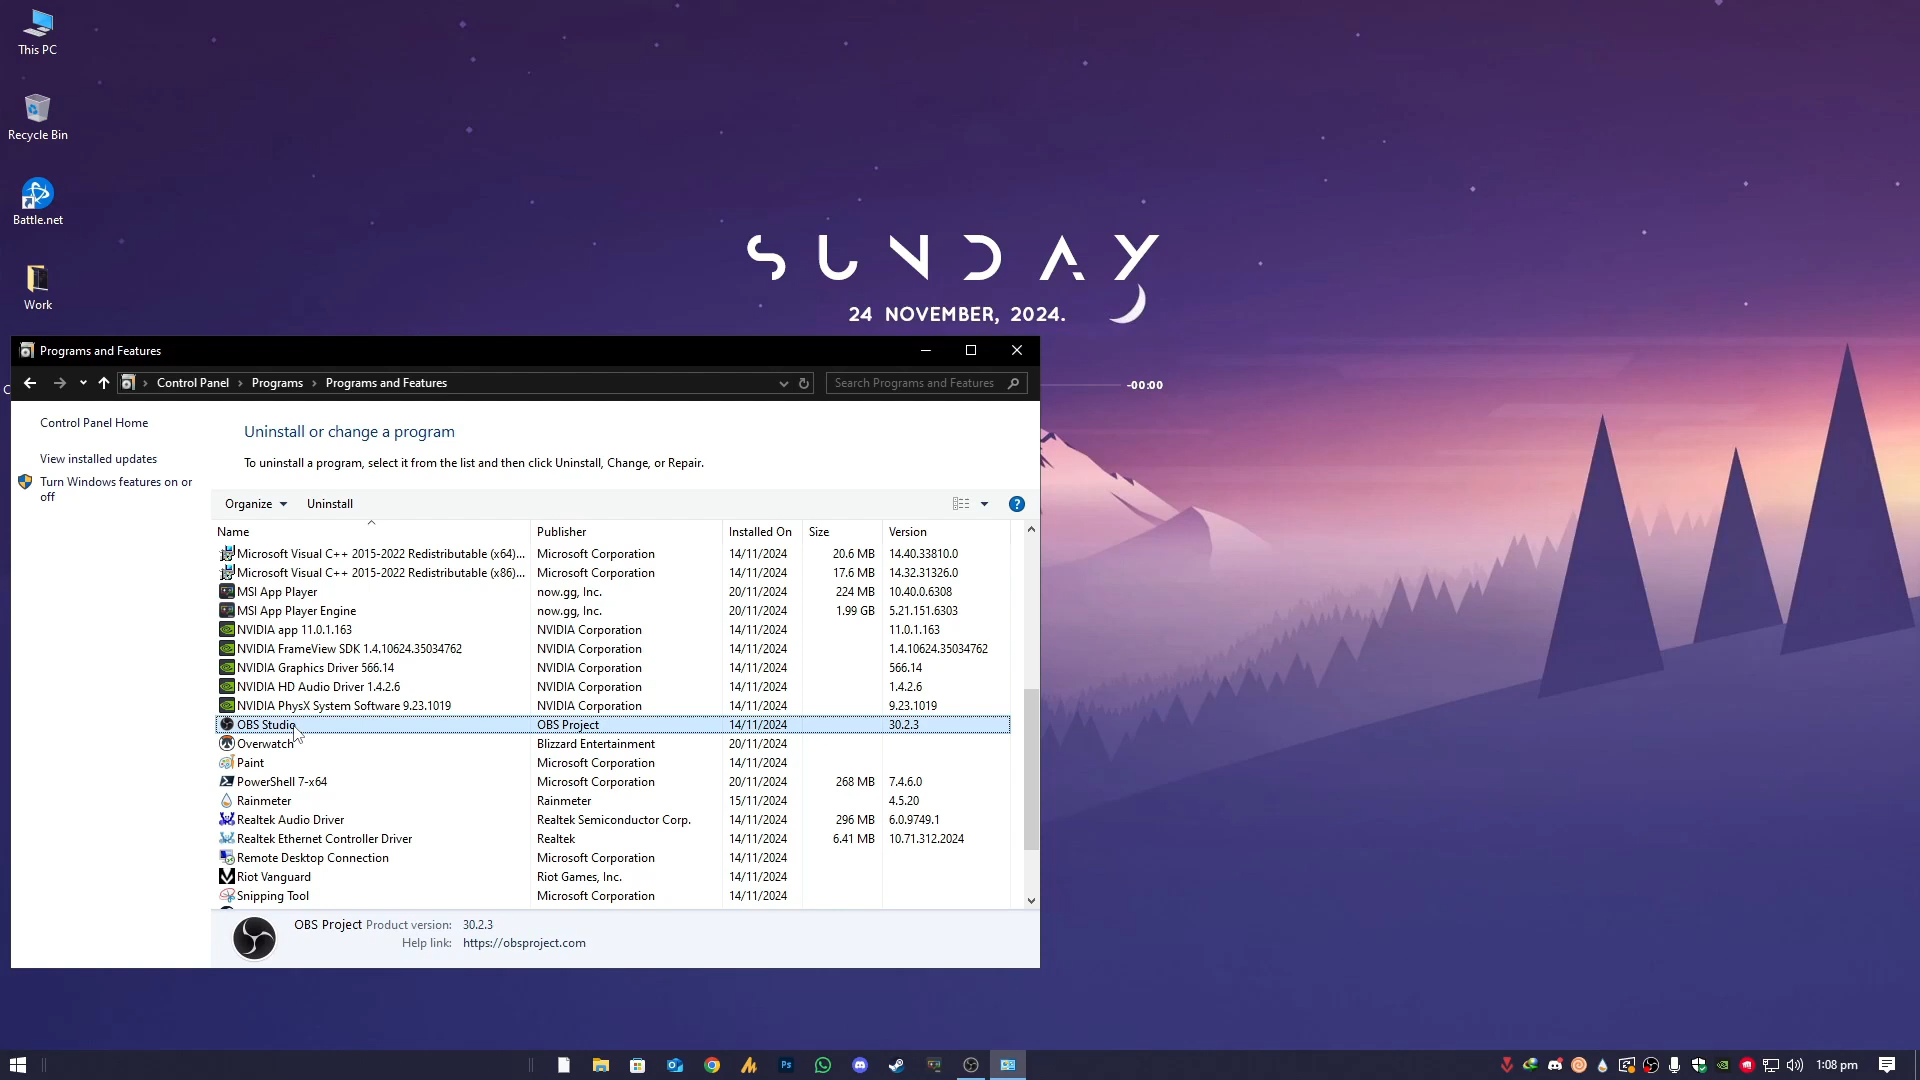 This PC
Recycle Bin
Battle.net
Work
SUNDAY
24 NOVEMBER, 2024.
-00:00
Programs and Features
Control Panel > Programs > Programs and Features
Search Programs and Features
Control Panel Home
View installed updates
Turn Windows features on or
off
Uninstall or change a program
To uninstall a program, select it from the list and then click Uninstall, Change, or Repair.
Organize Uninstall
Name Publisher Installed On Size Version
Microsoft Visual C++ 2015-2022 Redistributable (x64)... Microsoft Corporation 14/11/2024 20.6 MB 14.40.33810.0
Microsoft Visual C++ 2015-2022 Redistributable (x86)... Microsoft Corporation 14/11/2024 17.6 MB 14.32.31326.0
MSI App Player now.gg, Inc. 20/11/2024 224 MB 10.40.0.6308
MSI App Player Engine now.gg, Inc. 20/11/2024 1.99 GB 5.21.151.6303
NVIDIA app 11.0.1.163 NVIDIA Corporation 14/11/2024 11.0.1.163
NVIDIA FrameView SDK 1.4.10624.35034762 NVIDIA Corporation 14/11/2024 1.4.10624.35034762
NVIDIA Graphics Driver 566.14 NVIDIA Corporation 14/11/2024 566.14
NVIDIA HD Audio Driver 1.4.2.6 NVIDIA Corporation 14/11/2024 1.4.2.6
NVIDIA PhysX System Software 9.23.1019 NVIDIA Corporation 14/11/2024 9.23.1019
OBS Studio OBS Project 14/11/2024 30.2.3
Overwatch Blizzard Entertainment 20/11/2024
Paint Microsoft Corporation 14/11/2024
PowerShell 7-x64 Microsoft Corporation 20/11/2024 268 MB 7.4.6.0
Rainmeter Rainmeter 15/11/2024 4.5.20
Realtek Audio Driver Realtek Semiconductor Corp. 14/11/2024 296 MB 6.0.9749.1
Realtek Ethernet Controller Driver Realtek 14/11/2024 6.41 MB 10.71.312.2024
Remote Desktop Connection Microsoft Corporation 14/11/2024
Riot Vanguard Riot Games, Inc. 14/11/2024
Snipping Tool Microsoft Corporation 14/11/2024
OBS Project Product version: 30.2.3
Help link: https://obsproject.com
Ps
1:08 pm